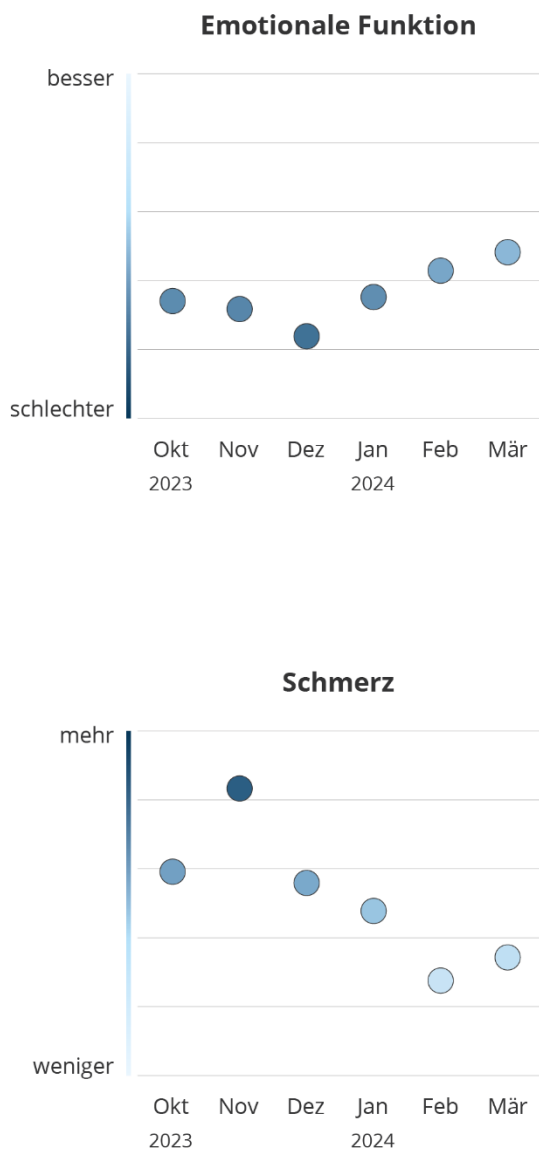 Emotionale Funktion
besser
schlechter
Okt Nov Dez Jan Feb Mär
2023 2024
Schmerz
mehr
weniger
Okt Nov Dez Jan Feb Mär
2023 2024